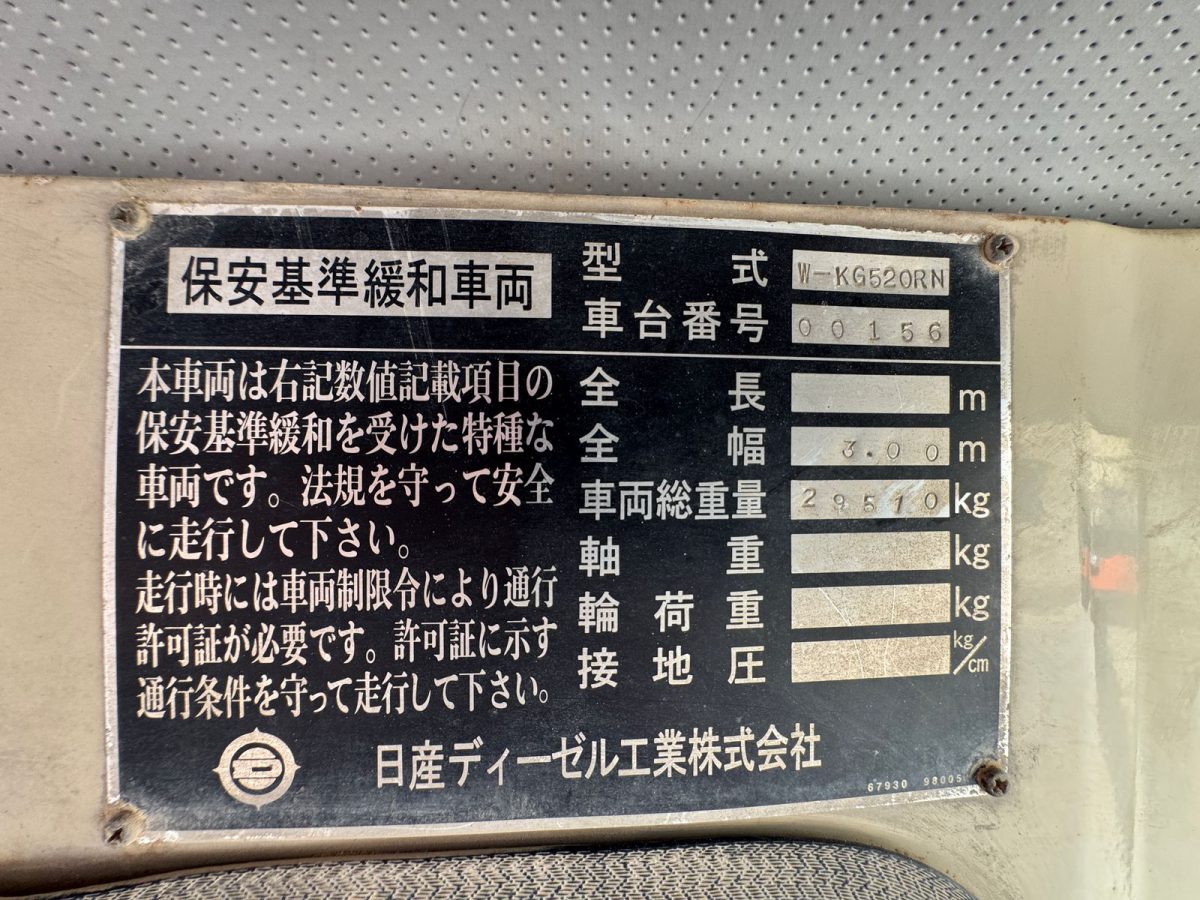 保安基準緩和車両
型式 W-KG520RN
車台番号 00156
本車両は右記数値記載項目の
保安基準緩和を受けた特種な
車両です。法規を守って安全
に走行して下さい。
走行時には車両制限令により通行
許可証が必要です。許可証に示す
通行条件を守って走行して下さい。
全長 m
全幅 3.00 m
車両総重量 29510 kg
軸重 kg
輪荷重 kg
接地圧 kg/cm
日産ディーゼル工業株式会社
67930 98005